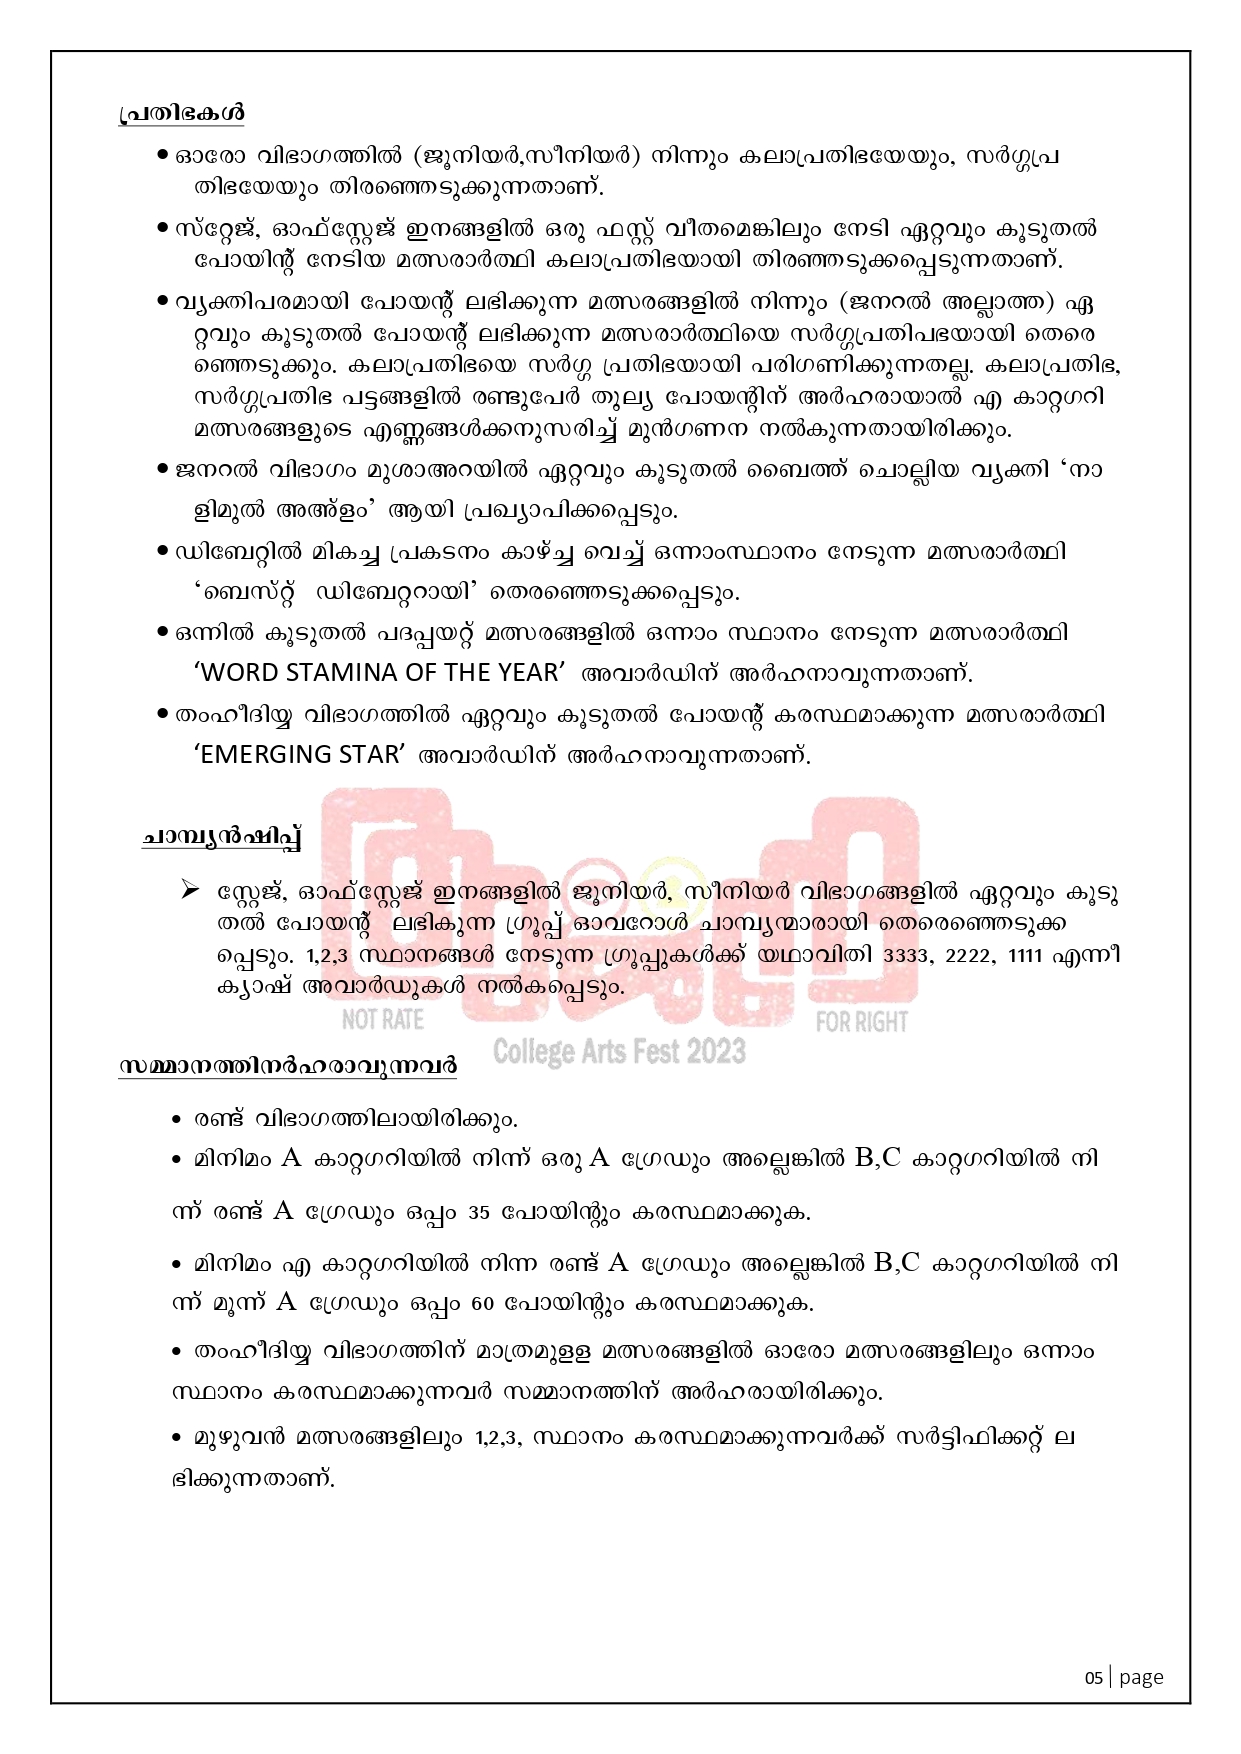 പ്രതിഭകൾ
• ഓരോ വിഭാഗത്തിൽ (ജൂനിയർ,സീനിയർ) നിന്നും കലാപ്രതിഭയേയും, സർഗ്ഗപ്ര
തിഭയേയും തിരഞ്ഞെടുക്കുന്നതാണ്.
• സ്റ്റേജ്, ഓഫ്സ്റ്റേജ് ഇനങ്ങളിൽ ഒരു ഫസ്റ്റ് വീതമെങ്കിലും നേടി ഏറ്റവും കൂടുതൽ
പോയിന്റ് നേടിയ മത്സരാർത്ഥി കലാപ്രതിഭയായി തിരഞ്ഞടുക്കപ്പെടുന്നതാണ്.
• വ്യക്തിപരമായി പോയന്റ് ലഭിക്കുന്ന മത്സരങ്ങളിൽ നിന്നും (ജനറൽ അല്ലാത്ത) ഏ
റ്റവും കൂടുതൽ പോയന്റ് ലഭിക്കുന്ന മത്സരാർത്ഥിയെ സർഗ്ഗപ്രതിപഭയായി തെരെ
ഞ്ഞെടുക്കും. കലാപ്രതിഭയെ സർഗ്ഗ പ്രതിഭയായി പരിഗണിക്കുന്നതല്ല. കലാപ്രതിഭ,
സർഗ്ഗപ്രതിഭ പട്ടങ്ങളിൽ രണ്ടുപേർ തുല്യ പോയന്റിന് അർഹരായാൽ എ കാറ്റഗറി
മത്സരങ്ങളുടെ എണ്ണങ്ങൾക്കനുസരിച്ച് മുൻഗണന നൽകുന്നതായിരിക്കും.
• ജനറൽ വിഭാഗം മുശാഅറയിൽ ഏറ്റവും കൂടുതൽ ബൈത്ത് ചൊല്ലിയ വ്യക്തി ‘നാ
ളിമുൽ അഅ്ളം’ ആയി പ്രഖ്യാപിക്കപ്പെടും.
• ഡിബേറ്റിൽ മികച്ച പ്രകടനം കാഴ്ച്ച വെച്ച് ഒന്നാംസ്ഥാനം നേടുന്ന മത്സരാർത്ഥി
‘ബെസ്റ്റ് ഡിബേറ്ററായി’ തെരഞ്ഞെടുക്കപ്പെടും.
• ഒന്നിൽ കൂടുതൽ പദപ്പയറ്റ് മത്സരങ്ങളിൽ ഒന്നാം സ്ഥാനം നേടുന്ന മത്സരാർത്ഥി
‘WORD STAMINA OF THE YEAR’ അവാർഡിന് അർഹനാവുന്നതാണ്.
• തംഹീദിയ്യ വിഭാഗത്തിൽ ഏറ്റവും കൂടുതൽ പോയന്റ് കരസ്ഥമാക്കുന്ന മത്സരാർത്ഥി
‘EMERGING STAR’ അവാർഡിന് അർഹനാവുന്നതാണ്.
ചാമ്പ്യൻഷിപ്പ്
➢ സ്റ്റേജ്, ഓഫ്സ്റ്റേജ് ഇനങ്ങളിൽ ജൂനിയർ, സീനിയർ വിഭാഗങ്ങളിൽ ഏറ്റവും കൂടു
തൽ പോയന്റ് ലഭികുന്ന ഗ്രൂപ്പ് ഓവറോൾ ചാമ്പ്യന്മാരായി തെരെഞ്ഞെടുക്ക
പ്പെടും. 1,2,3 സ്ഥാനങ്ങൾ നേടുന്ന ഗ്രൂപ്പുകൾക്ക് യഥാവിതി 3333, 2222, 1111 എന്നീ
ക്യാഷ് അവാർഡുകൾ നൽകപ്പെടും.
NOT RATE
FOR RIGHT
College Arts Fest 2023
സമ്മാനത്തിനർഹരാവുന്നവർ
• രണ്ട് വിഭാഗത്തിലായിരിക്കും.
• മിനിമം A കാറ്റഗറിയിൽ നിന്ന് ഒരു A ഗ്രേഡും അല്ലെങ്കിൽ B,C കാറ്റഗറിയിൽ നി
ന്ന് രണ്ട് A ഗ്രേഡും ഒപ്പം 35 പോയിന്റും കരസ്ഥമാക്കുക.
• മിനിമം എ കാറ്റഗറിയിൽ നിന്ന രണ്ട് A ഗ്രേഡും അല്ലെങ്കിൽ B,C കാറ്റഗറിയിൽ നി
ന്ന് മൂന്ന് A ഗ്രേഡും ഒപ്പം 60 പോയിന്റും കരസ്ഥമാക്കുക.
• തംഹീദിയ്യ വിഭാഗത്തിന് മാത്രമുളള മത്സരങ്ങളിൽ ഓരോ മത്സരങ്ങളിലും ഒന്നാം
സ്ഥാനം കരസ്ഥമാക്കുന്നവർ സമ്മാനത്തിന് അർഹരായിരിക്കും.
• മുഴുവൻ മത്സരങ്ങളിലും 1,2,3, സ്ഥാനം കരസ്ഥമാക്കുന്നവർക്ക് സർട്ടിഫിക്കറ്റ് ല
ഭിക്കുന്നതാണ്.
05 | page